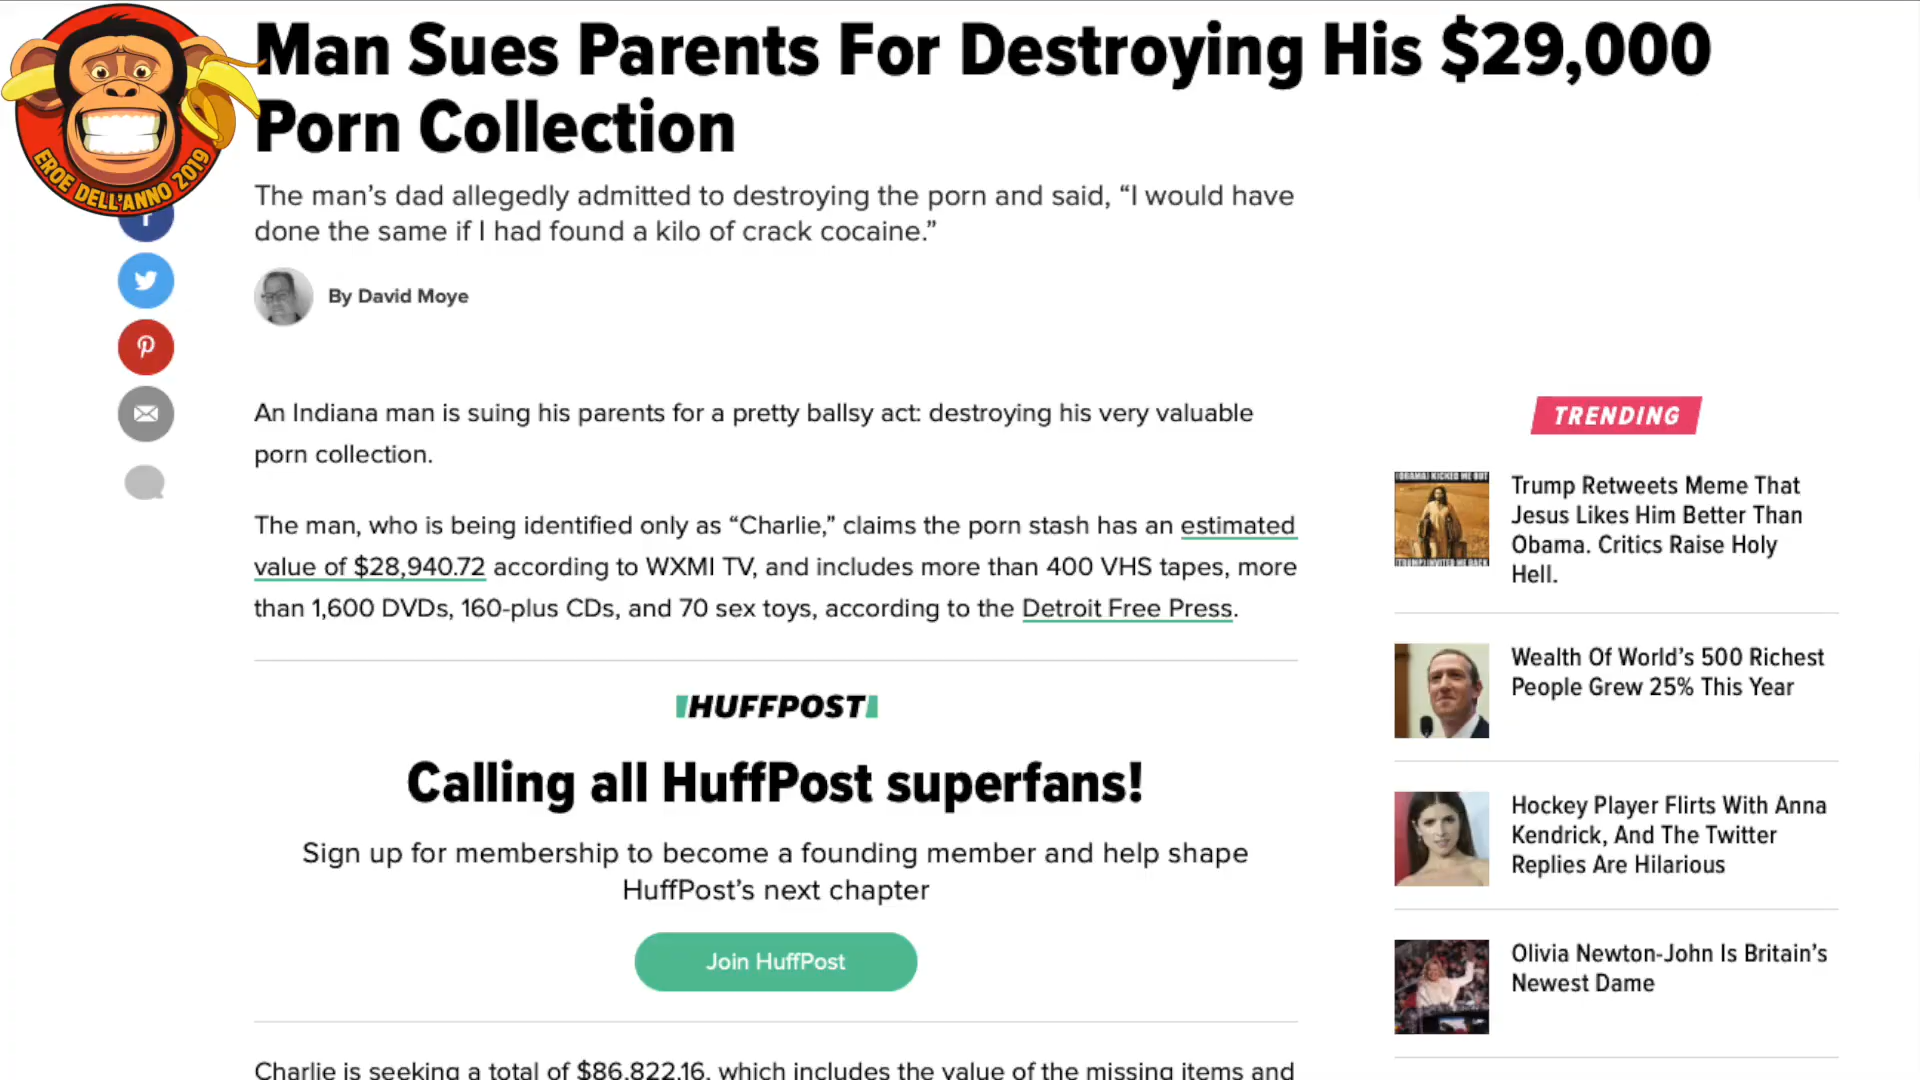 Man Sues Parents For Destroying His $29,000
Porn Collection
EROE DELL'ANNO 2019
The man’s dad allegedly admitted to destroying the porn and said, “I would have
done the same if I had found a kilo of crack cocaine.”
By David Moye
An Indiana man is suing his parents for a pretty ballsy act: destroying his very valuable
porn collection.
The man, who is being identified only as “Charlie,” claims the porn stash has an estimated
value of $28,940.72 according to WXMI TV, and includes more than 400 VHS tapes, more
than 1,600 DVDs, 160-plus CDs, and 70 sex toys, according to the Detroit Free Press.
HUFFPOST
Calling all HuffPost superfans!
Sign up for membership to become a founding member and help shape
HuffPost’s next chapter
Join HuffPost
Charlie is seeking a total of $86,822.16, which includes the value of the missing items and
TRENDING
Trump Retweets Meme That
Jesus Likes Him Better Than
Obama. Critics Raise Holy
Hell.
Wealth Of World’s 500 Richest
People Grew 25% This Year
Hockey Player Flirts With Anna
Kendrick, And The Twitter
Replies Are Hilarious
Olivia Newton-John Is Britain’s
Newest Dame